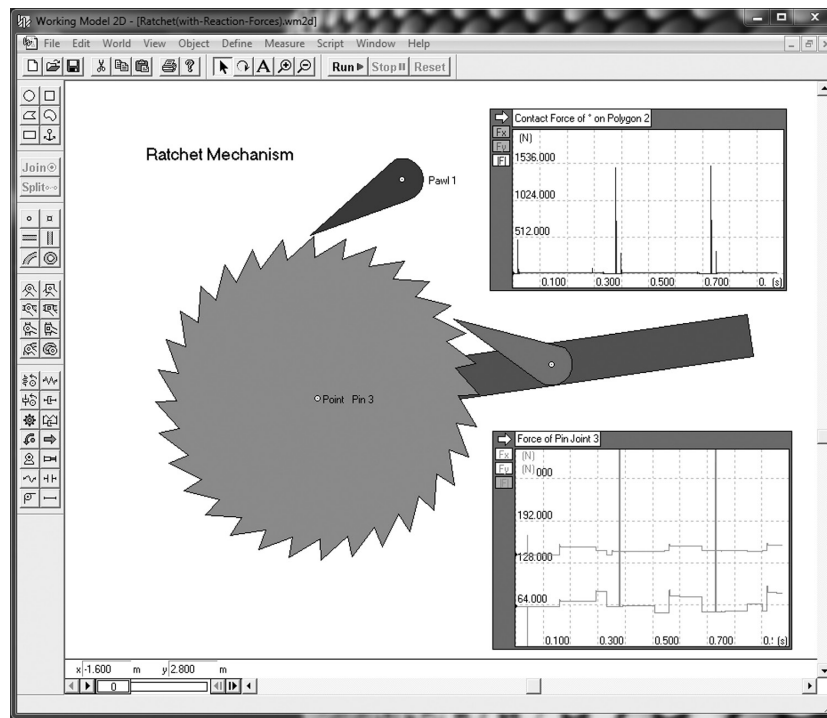 Working Model 2D - [Ratchet(with-Reaction-Forces).wm2d]
File Edit World View Object Define Measure Script Window Help
A Run Stop Reset
Join
Split
Ratchet Mechanism
Pawl 1
Contact Force of * on Polygon 2
Fx
Fy
|F|
(N)
1536.000
1024.000
512.000
0.100 0.300 0.500 0.700 0. (s)
Point Pin 3
Force of Pin Joint 3
Fx (N)
Fy (N) 000
|F|
192.000
128.000
64.000
0.100 0.300 0.500 0.700 (s)
x -1.600 m y 2.800 m
0